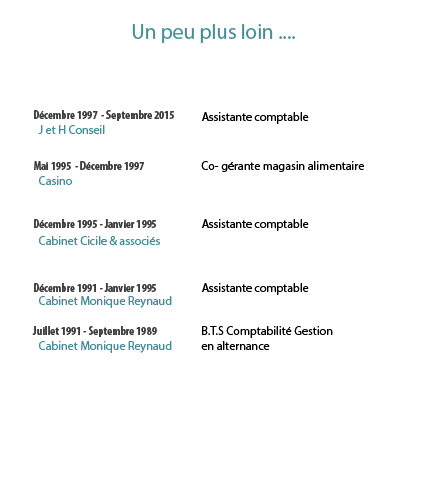 Un peu plus loin ....
Décembre 1997 - Septembre 2015 Assistante comptable
J et H Conseil
Mai 1995 - Décembre 1997 Co- gérante magasin alimentaire
Casino
Décembre 1995 - Janvier 1995 Assistante comptable
Cabinet Cicile & associés
Décembre 1991 - Janvier 1995 Assistante comptable
Cabinet Monique Reynaud
Juillet 1991 - Septembre 1989 B.T.S Comptabilité Gestion
Cabinet Monique Reynaud en alternance